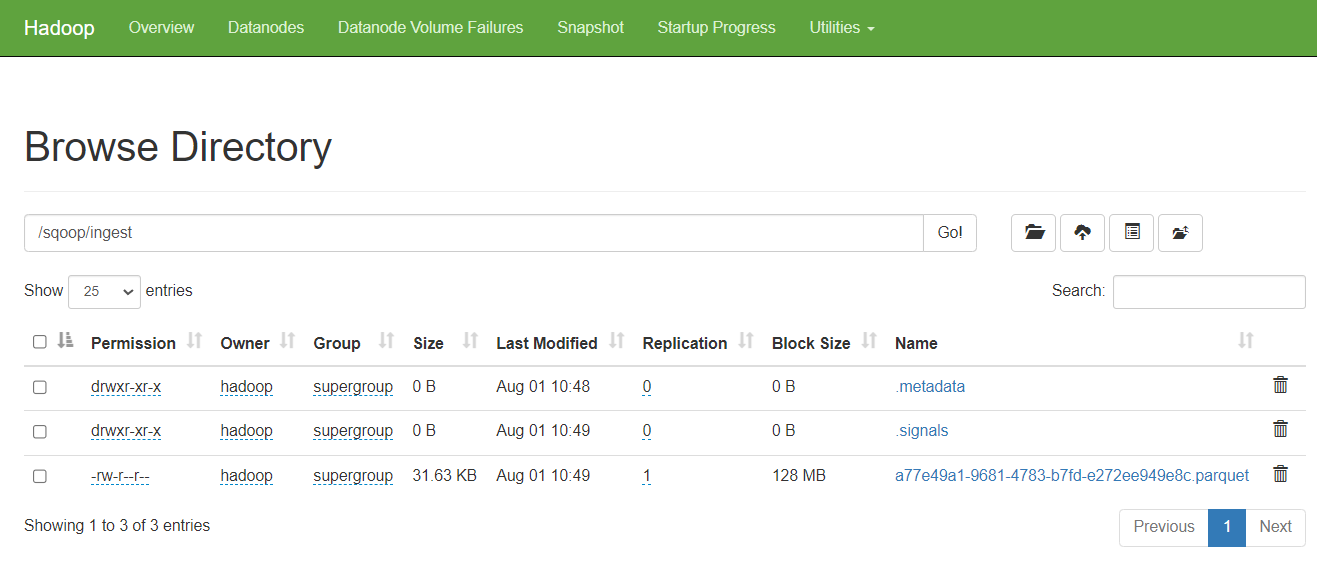 Hadoop Overview Datanodes Datanode Volume Failures Snapshot Startup Progress Utilities
Browse Directory
/sqoop/ingest Go!
Show 25 entries Search:
Permission Owner Group Size Last Modified Replication Block Size Name
drwxr-xr-x hadoop supergroup 0 B Aug 01 10:48 0 0 B .metadata
drwxr-xr-x hadoop supergroup 0 B Aug 01 10:49 0 0 B .signals
-rw-r--r-- hadoop supergroup 31.63 KB Aug 01 10:49 1 128 MB a77e49a1-9681-4783-b7fd-e272ee949e8c.parquet
Showing 1 to 3 of 3 entries Previous 1 Next